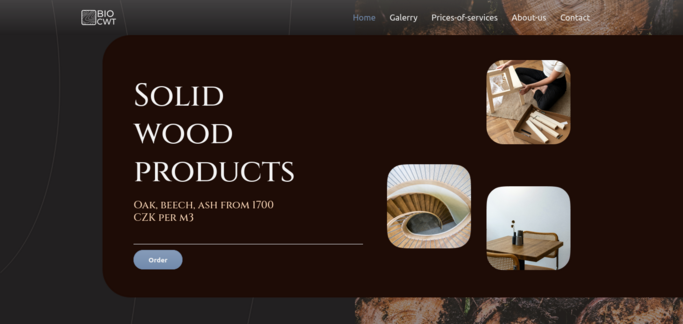 BIO
CWT
Home Galerry Prices-of-services About-us Contact
Solid
wood
products
Oak, beech, ash from 1700
CZK per m3
Order